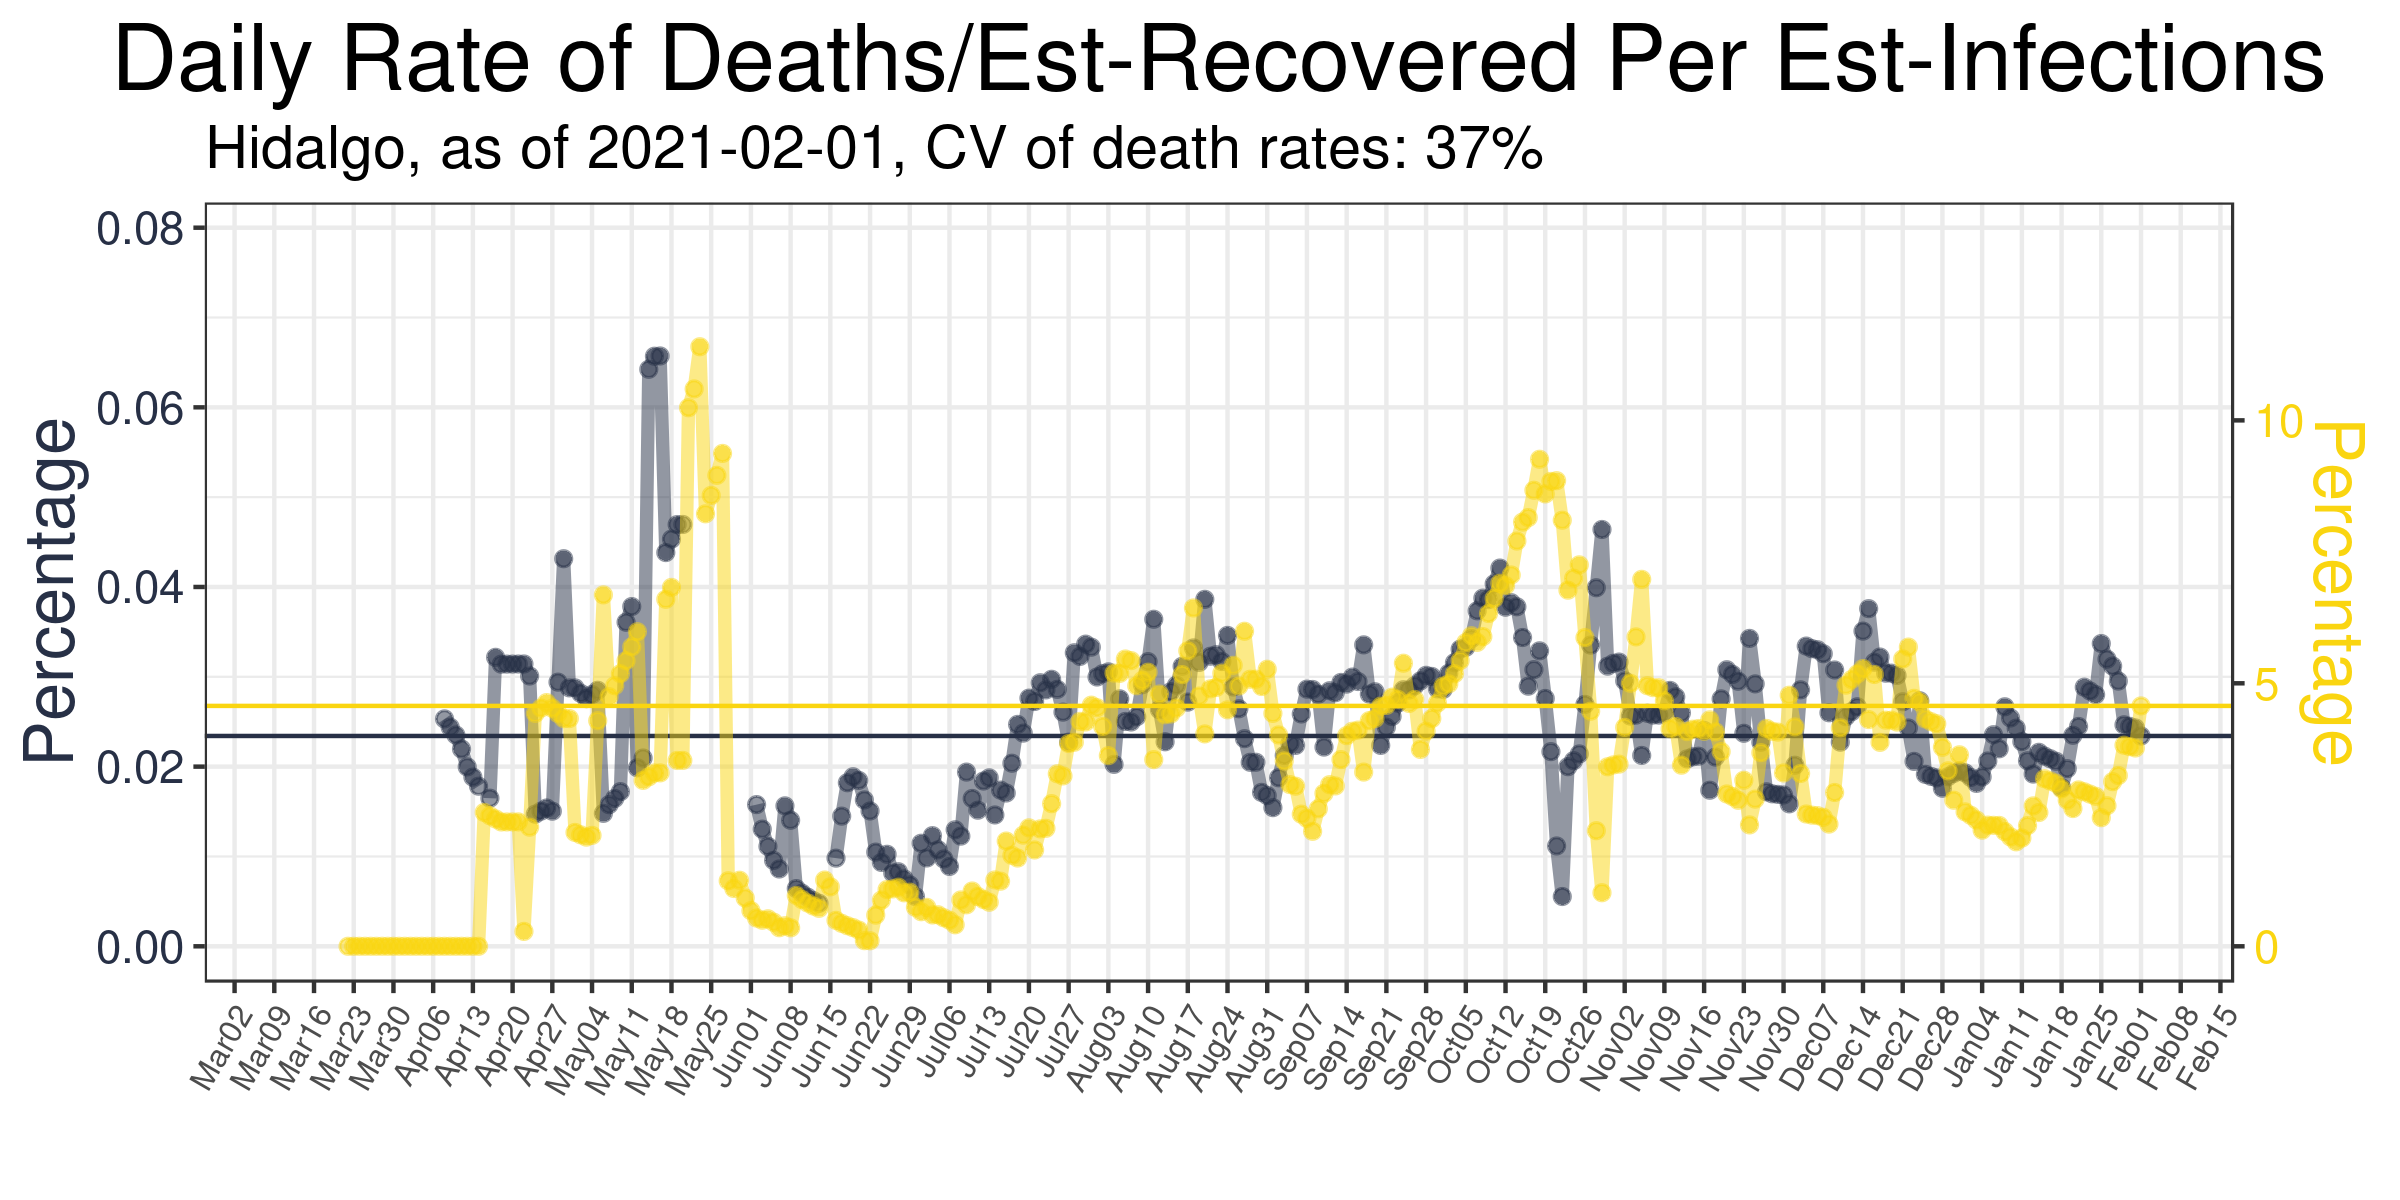 Daily Rate of Deaths/Est-Recovered Per Est-Infections
Hidalgo, as of 2021-02-01, CV of death rates: 37%
Percentage
0.08
0.06
0.04
0.02
0.00
10
5
0
Percentage
Mar02
Mar09
Mar16
Mar23
Mar30
Apr06
Apr13
Apr20
Apr27
May04
May11
May18
May25
Jun01
Jun08
Jun15
Jun22
Jun29
Jul06
Jul13
Jul20
Jul27
Aug03
Aug10
Aug17
Aug24
Aug31
Sep07
Sep14
Sep21
Sep28
Oct05
Oct12
Oct19
Oct26
Nov02
Nov09
Nov16
Nov23
Nov30
Dec07
Dec14
Dec21
Dec28
Jan04
Jan11
Jan18
Jan25
Feb01
Feb08
Feb15